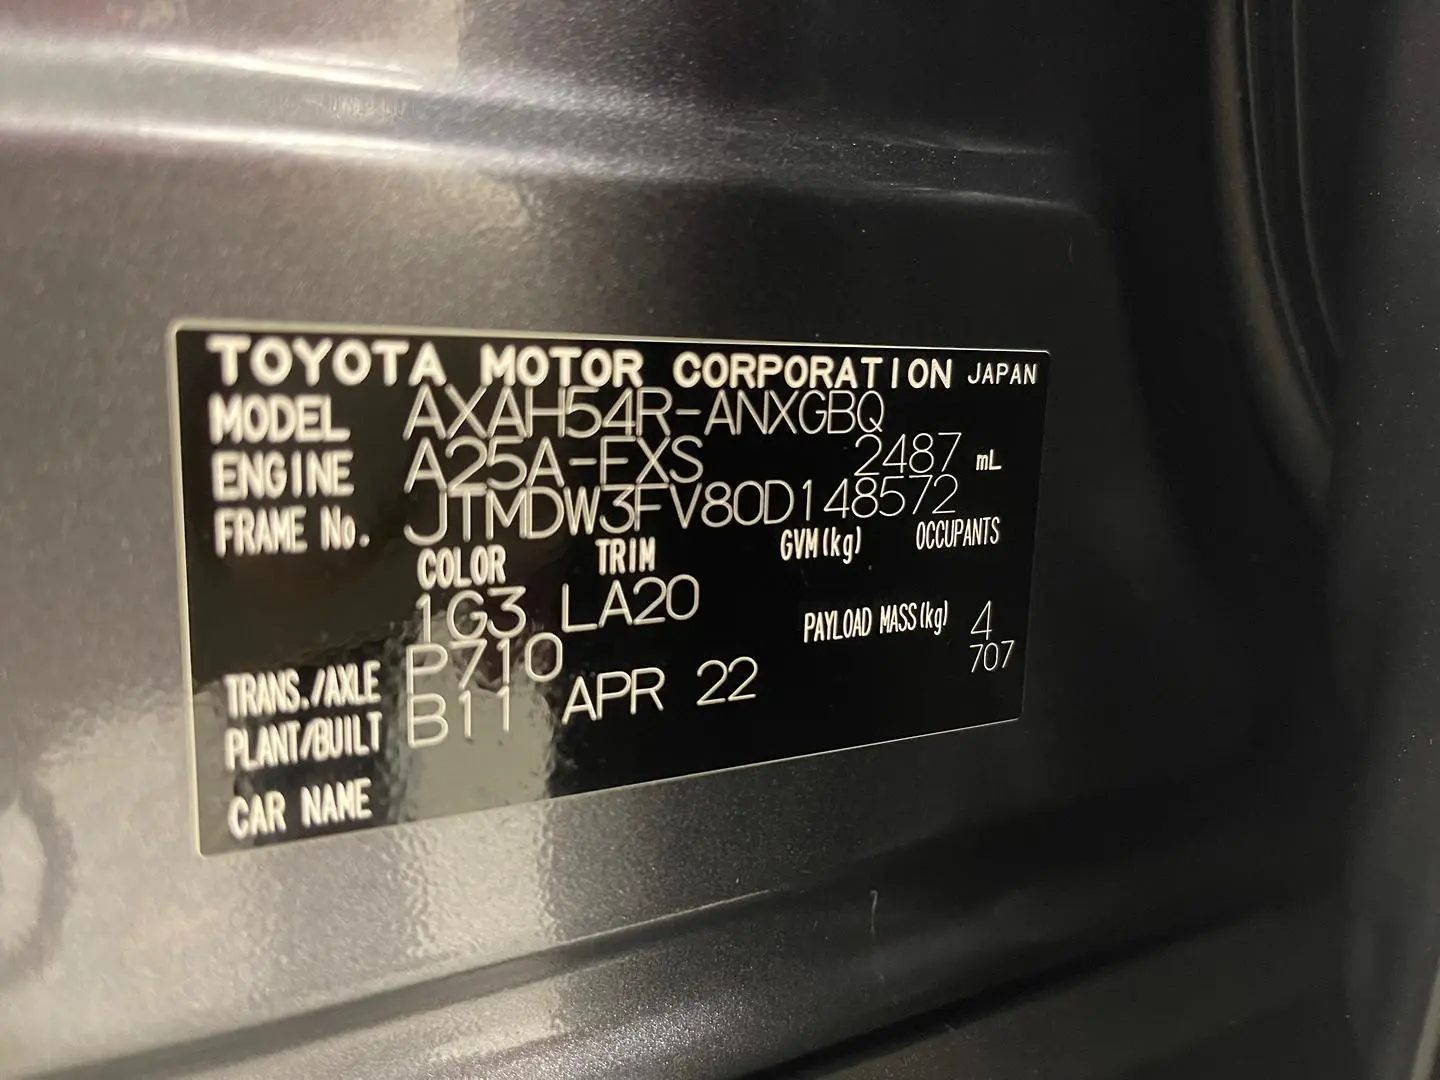 TOYOTA MOTOR CORPORATION JAPAN
MODEL AXAH54R-ANXGBQ
ENGINE A25A-FXS 2487 mL
FRAME No. JTMDW3FV80D148572
COLOR TRIM GVM(kg) OCCUPANTS
1G3 LA20 PAYLOAD MASS(kg) 4
707
TRANS./AXLE P710
PLANT/BUILT B11 APR 22
CAR NAME